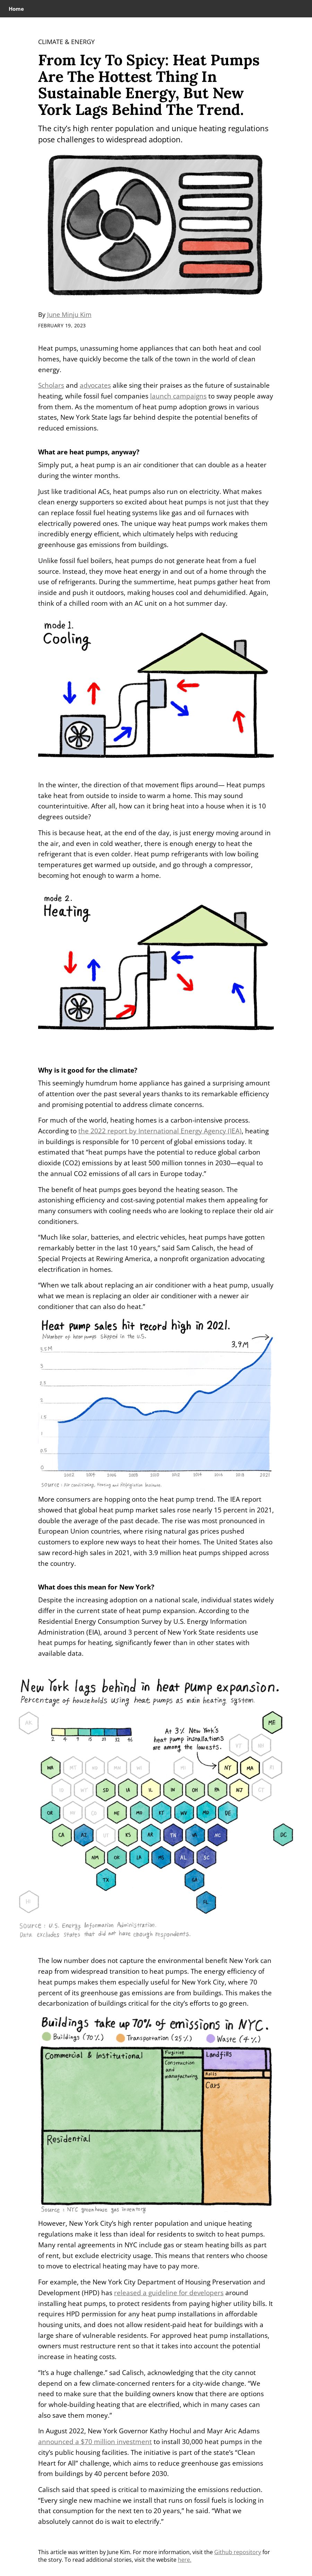 Home
CLIMATE & ENERGY
From Icy To Spicy: Heat Pumps
Are The Hottest Thing In
Sustainable Energy, But New
York Lags Behind The Trend.
The city's high renter population and unique heating regulations
pose challenges to widespread adoption.
By June Minju Kim
FEBRUARY 19, 2023
Heat pumps, unassuming home appliances that can both heat and cool
homes, have quickly become the talk of the town in the world of clean
energy.
Scholars and advocates alike sing their praises as the future of sustainable
heating, while fossil fuel companies launch campaigns to sway people away
from them. As the momentum of heat pump adoption grows in various
states, New York State lags far behind despite the potential benefits of
reduced emissions.
What are heat pumps, anyway?
Simply put, a heat pump is an air conditioner that can double as a heater
during the winter months.
Just like traditional ACs, heat pumps also run on electricity. What makes
clean energy supporters so excited about heat pumps is not just that they
can replace fossil fuel heating systems like gas and oil furnaces with
electrically powered ones. The unique way heat pumps work makes them
incredibly energy efficient, which ultimately helps with reducing
greenhouse gas emissions from buildings.
Unlike fossil fuel boilers, heat pumps do not generate heat from a fuel
source. Instead, they move heat energy in and out of a home through the
use of refrigerants. During the summertime, heat pumps gather heat from
inside and push it outdoors, making houses cool and dehumidified. Again,
think of a chilled room with an AC unit on a hot summer day.
mode 1.
Cooling
In the winter, the direction of that movement flips around— Heat pumps
take heat from outside to inside to warm a home. This may sound
counterintuitive. After all, how can it bring heat into a house when it is 10
degrees outside?
This is because heat, at the end of the day, is just energy moving around in
the air, and even in cold weather, there is enough energy to heat the
refrigerant that is even colder. Heat pump refrigerants with low boiling
temperatures get warmed up outside, and go through a compressor,
becoming hot enough to warm a home.
mode 2.
Heating
Why is it good for the climate?
This seemingly humdrum home appliance has gained a surprising amount
of attention over the past several years thanks to its remarkable efficiency
and promising potential to address climate concerns.
For much of the world, heating homes is a carbon-intensive process.
According to the 2022 report by International Energy Agency (IEA), heating
in buildings is responsible for 10 percent of global emissions today. It
estimated that “heat pumps have the potential to reduce global carbon
dioxide (CO2) emissions by at least 500 million tonnes in 2030—equal to
the annual CO2 emissions of all cars in Europe today.”
The benefit of heat pumps goes beyond the heating season. The
astonishing efficiency and cost-saving potential makes them appealing for
many consumers with cooling needs who are looking to replace their old air
conditioners.
“Much like solar, batteries, and electric vehicles, heat pumps have gotten
remarkably better in the last 10 years,” said Sam Calisch, the head of
Special Projects at Rewiring America, a nonprofit organization advocating
electrification in homes.
“When we talk about replacing an air conditioner with a heat pump, usually
what we mean is replacing an older air conditioner with a newer air
conditioner that can also do heat.”
Heat pump sales hit record high in 2021.
Number of heat pumps shipped in the U.S.
3.9M
3.5M
3
2.5
2
1.5
1
0.5
0
2002 2004 2006 2008 2010 2012 2014 2016 2018 2021
Source: Air Conditioning, Heating and Refrigeration Institute
More consumers are hopping onto the heat pump trend. The IEA report
showed that global heat pump market sales rose nearly 15 percent in 2021,
double the average of the past decade. The rise was most pronounced in
European Union countries, where rising natural gas prices pushed
customers to explore new ways to heat their homes. The United States also
saw record-high sales in 2021, with 3.9 million heat pumps shipped across
the country.
What does this mean for New York?
Despite the increasing adoption on a national scale, individual states widely
differ in the current state of heat pump expansion. According to the
Residential Energy Consumption Survey by U.S. Energy Information
Administration (EIA), around 3 percent of New York State residents use
heat pumps for heating, significantly fewer than in other states with
available data.
New York lags behind in heat pump expansion.
Percentage of households using heat pumps as main heating system.
At 3% New York's
heat pump installations
are among the lowest.
AK ME
VT NH
WA MT ND MN WI MI NY MA RI
ID WY SD IA IL IN OH PA NJ CT
OR NV CO NE MO KY WV MD DE
CA AZ UT KS AR TN VA NC DC
NM OK LA MS AL SC
TX GA
HI FL
Source: U.S. Energy Information Administration
Data excludes states that did not have enough respondents.
The low number does not capture the environmental benefit New York can
reap from widespread transition to heat pumps. The energy efficiency of
heat pumps makes them especially useful for New York City, where 70
percent of its greenhouse gas emissions are from buildings. This makes the
decarbonization of buildings critical for the city's efforts to go green.
Buildings take up 70% of emissions in NYC.
Buildings (70%) Transportation (25%) Waste (4%)
Commercial & Institutional
Fugitive
Construction
and
manufacturing
Landfills
Cars
Residential
Source: NYC greenhouse gas inventory
However, New York City's high renter population and unique heating
regulations make it less than ideal for residents to switch to heat pumps.
Many rental agreements in NYC include gas or steam heating bills as part
of rent, but exclude electricity usage. This means that renters who choose
to move to electrical heating may have to pay more.
For example, the New York City Department of Housing Preservation and
Development (HPD) has released a guideline for developers around
installing heat pumps, to protect residents from paying higher utility bills. It
requires HPD permission for any heat pump installations in affordable
housing units, and does not allow resident-paid heat for buildings with a
large share of vulnerable residents. For approved heat pump installations,
owners must restructure rent so that it takes into account the potential
increase in heating costs.
“It's a huge challenge.” sad Calisch, acknowledging that the city cannot
depend on a few climate-concerned renters for a city-wide change. “We
need to make sure that the building owners know that there are options
for whole-building heating that are electrified, which in many cases can
also save them money.”
In August 2022, New York Governor Kathy Hochul and Mayr Aric Adams
announced a $70 million investment to install 30,000 heat pumps in the
city's public housing facilities. The initiative is part of the state's “Clean
Heat for All” challenge, which aims to reduce greenhouse gas emissions
from buildings by 40 percent before 2030.
Calisch said that speed is critical to maximizing the emissions reduction.
“Every single new machine we install that runs on fossil fuels is locking in
that consumption for the next ten to 20 years,” he said. “What we
absolutely cannot do is wait to electrify.”
This article was written by June Kim. For more information, visit the Github repository for
the story. To read additional stories, visit the website here.